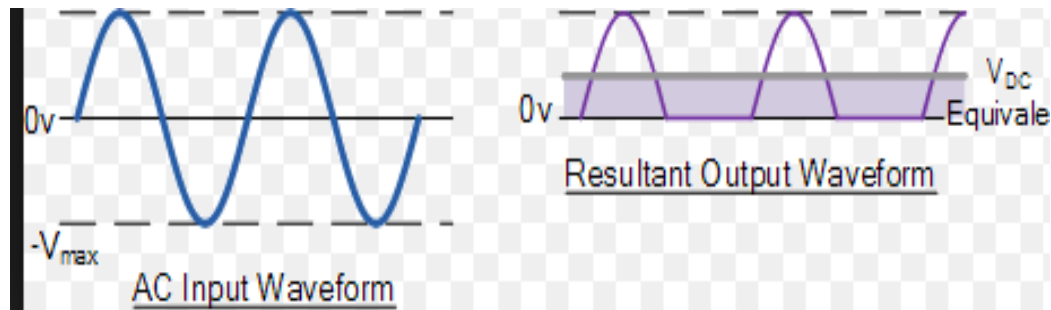 0v
-Vmax
AC Input Waveform
0v
VDC
Equivale
Resultant Output Waveform